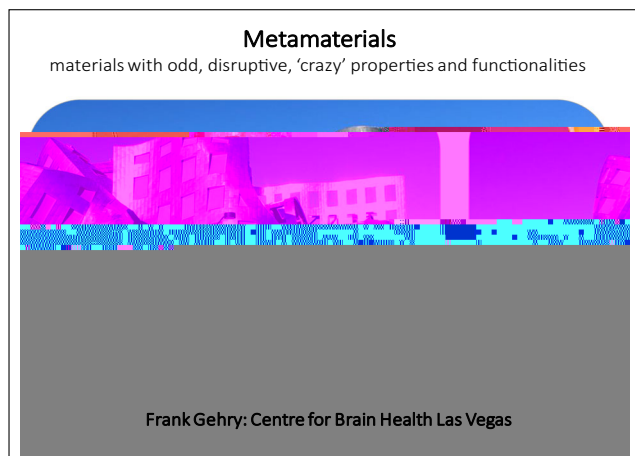 Metamaterials
materials with odd, disruptive, ‘crazy’ properties and functionalities
Frank Gehry: Centre for Brain Health Las Vegas